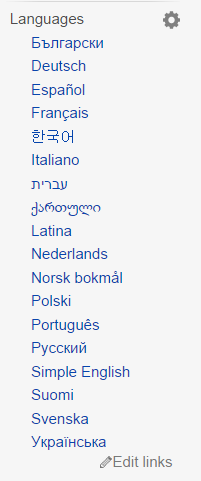 Languages
Български
Deutsch
Español
Français
한국어
Italiano
עברית
ქართული
Latina
Nederlands
Norsk bokmål
Polski
Português
Русский
Simple English
Suomi
Svenska
Українська
Edit links